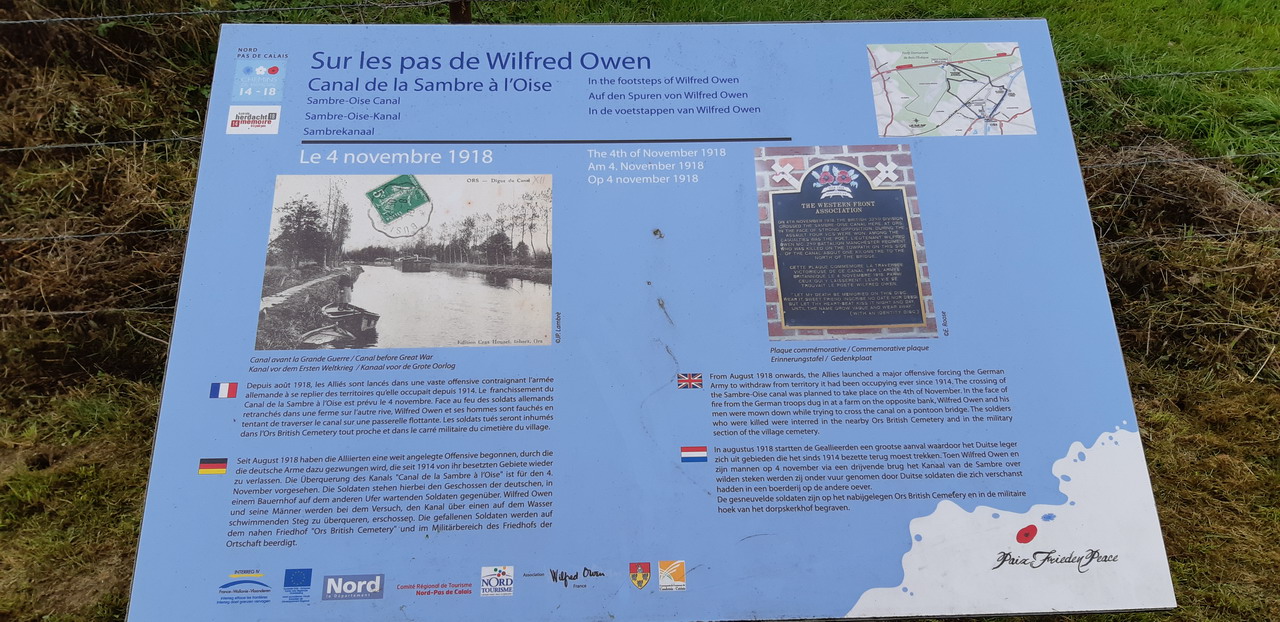 NORD
PAS DE CALAIS
14-18
herdacht
mémoire
Sur les pas de Wilfred Owen
Canal de la Sambre à l'Oise
Sambre-Oise Canal
Sambre-Oise-Kanal
Sambrekanaal
In the footsteps of Wilfred Owen
Auf den Spuren von Wilfred Owen
In de voetstappen van Wilfred Owen
Le 4 novembre 1918
The 4th of November 1918
Am 4. November 1918
Op 4 november 1918
ORS — Digue du Canal
©JP. Lambré
Canal avant la Grande Guerre / Canal before Great War
Kanal vor dem Ersten Weltkrieg / Kanaal voor de Grote Oorlog
THE WESTERN FRONT
ASSOCIATION
©E. Roose
Plaque commémorative / Commemorative plaque
Erinnerungstafel / Gedenkplaat
Depuis août 1918, les Alliés sont lancés dans une vaste offensive contraignant l'armée
allemande à se replier des territoires qu'elle occupait depuis 1914. Le franchissement du
Canal de la Sambre à l'Oise est prévu le 4 novembre. Face au feu des soldats allemands
retranchés dans une ferme sur l'autre rive, Wilfred Owen et ses hommes sont fauchés en
tentant de traverser le canal sur une passerelle flottante. Les soldats tués seront inhumés
dans l'Ors British Cemetery tout proche et dans le carré militaire du cimetière du village.
Seit August 1918 haben die Alliierten eine weit angelegte Offensive begonnen, durch die
die deutsche Armee dazu gezwungen wird, die seit 1914 von ihr besetzten Gebiete wieder
zu verlassen. Die Überquerung des Kanals "Canal de la Sambre à l'Oise" ist für den 4.
November vorgesehen. Die Soldaten stehen hierbei den Geschossen der deutschen, in
einem Bauernhof auf dem anderen Ufer wartenden Soldaten gegenüber. Wilfred Owen
und seine Männer werden bei dem Versuch, den Kanal über einen auf dem Wasser
schwimmenden Steg zu überqueren, erschossen. Die gefallenen Soldaten werden auf
dem nahen Friedhof "Ors British Cemetery" und im Militärbereich des Friedhofs der
Ortschaft beerdigt.
From August 1918 onwards, the Allies launched a major offensive forcing the German
Army to withdraw from territory it had been occupying ever since 1914. The crossing of
the Sambre-Oise canal was planned to take place on the 4th of November. In the face of
fire from the German troops dug in at a farm on the opposite bank, Wilfred Owen and his
men were mown down while trying to cross the canal on a pontoon bridge. The soldiers
who were killed were interred in the nearby Ors British Cemetery and in the military
section of the village cemetery.
In augustus 1918 startten de Geallieerden een grootse aanval waardoor het Duitse leger
zich uit gebieden die het sinds 1914 bezette terug moest trekken. Toen Wilfred Owen en
zijn mannen op 4 november via een drijvende brug het Kanaal van de Sambre over
wilden steken werden zij onder vuur genomen door Duitse soldaten die zich verschanst
hadden in een boerderij op de andere oever.
De gesneuvelde soldaten zijn op het nabijgelegen Ors British Cemetery en in de militaire
hoek van het dorpskerkhof begraven.
Paix Frieden Peace
INTERREG IV
France-Wallonie-Vlaanderen
Nord
le Département
Comité Régional de Tourisme
Nord-Pas de Calais
NORD
TOURISME
Association
Wilfred Owen
France